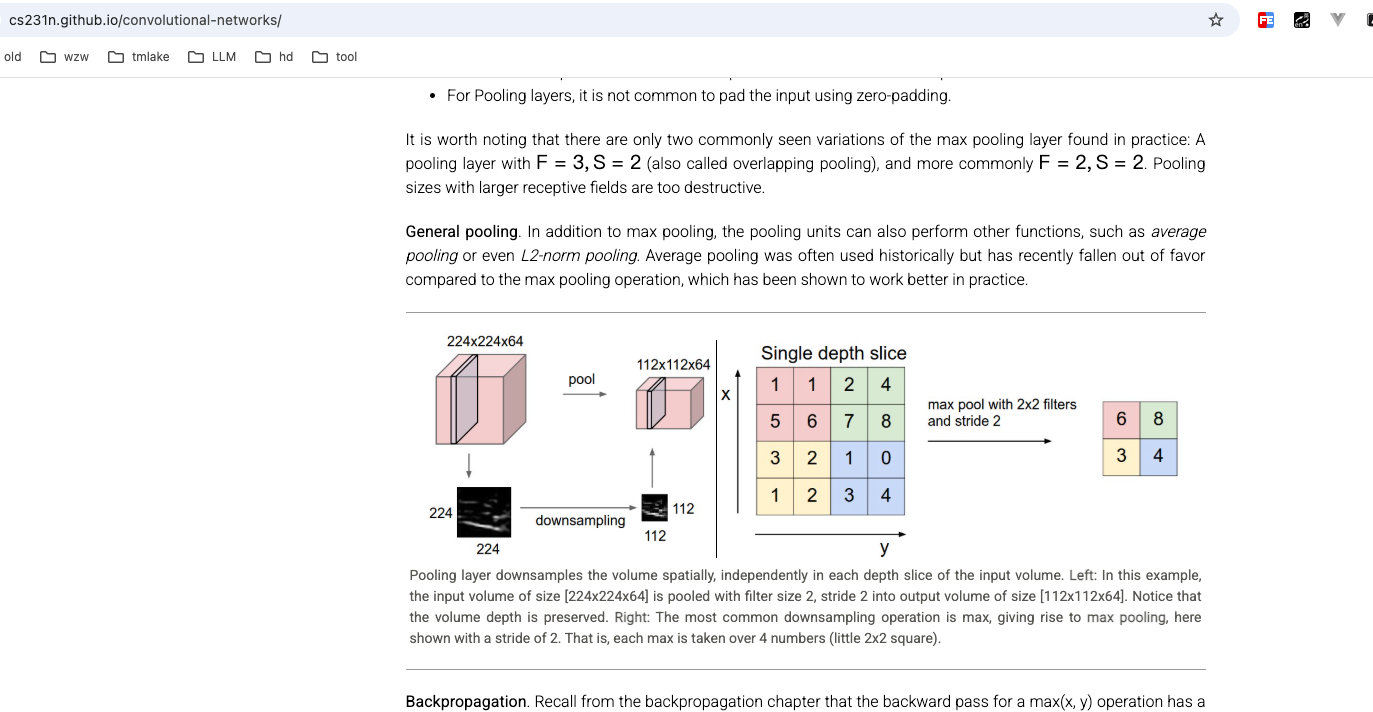 cs231n.github.io/convolutional-networks/
FE
en
old wzw tmlake LLM hd tool
• For Pooling layers, it is not common to pad the input using zero-padding.
It is worth noting that there are only two commonly seen variations of the max pooling layer found in practice: A
pooling layer with F = 3, S = 2 (also called overlapping pooling), and more commonly F = 2, S = 2. Pooling
sizes with larger receptive fields are too destructive.
General pooling. In addition to max pooling, the pooling units can also perform other functions, such as average
pooling or even L2-norm pooling. Average pooling was often used historically but has recently fallen out of favor
compared to the max pooling operation, which has been shown to work better in practice.
224x224x64
pool
112x112x64
224
224
downsampling
112
112
Single depth slice
x
1 1 2 4
5 6 7 8
3 2 1 0
1 2 3 4
y
max pool with 2x2 filters
and stride 2
6 8
3 4
Pooling layer downsamples the volume spatially, independently in each depth slice of the input volume. Left: In this example,
the input volume of size [224x224x64] is pooled with filter size 2, stride 2 into output volume of size [112x112x64]. Notice that
the volume depth is preserved. Right: The most common downsampling operation is max, giving rise to max pooling, here
shown with a stride of 2. That is, each max is taken over 4 numbers (little 2x2 square).
Backpropagation. Recall from the backpropagation chapter that the backward pass for a max(x, y) operation has a